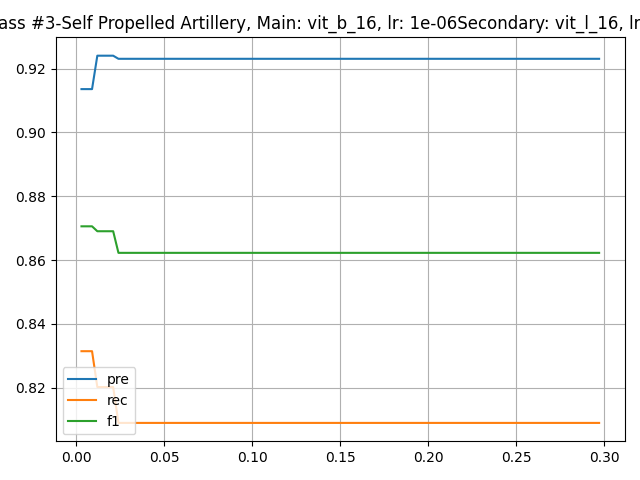 ass #3-Self Propelled Artillery, Main: vit_b_16, lr: 1e-06Secondary: vit_l_16, lr
0.92
0.90
0.88
0.86
0.84
0.82
pre
rec
f1
0.00 0.05 0.10 0.15 0.20 0.25 0.30